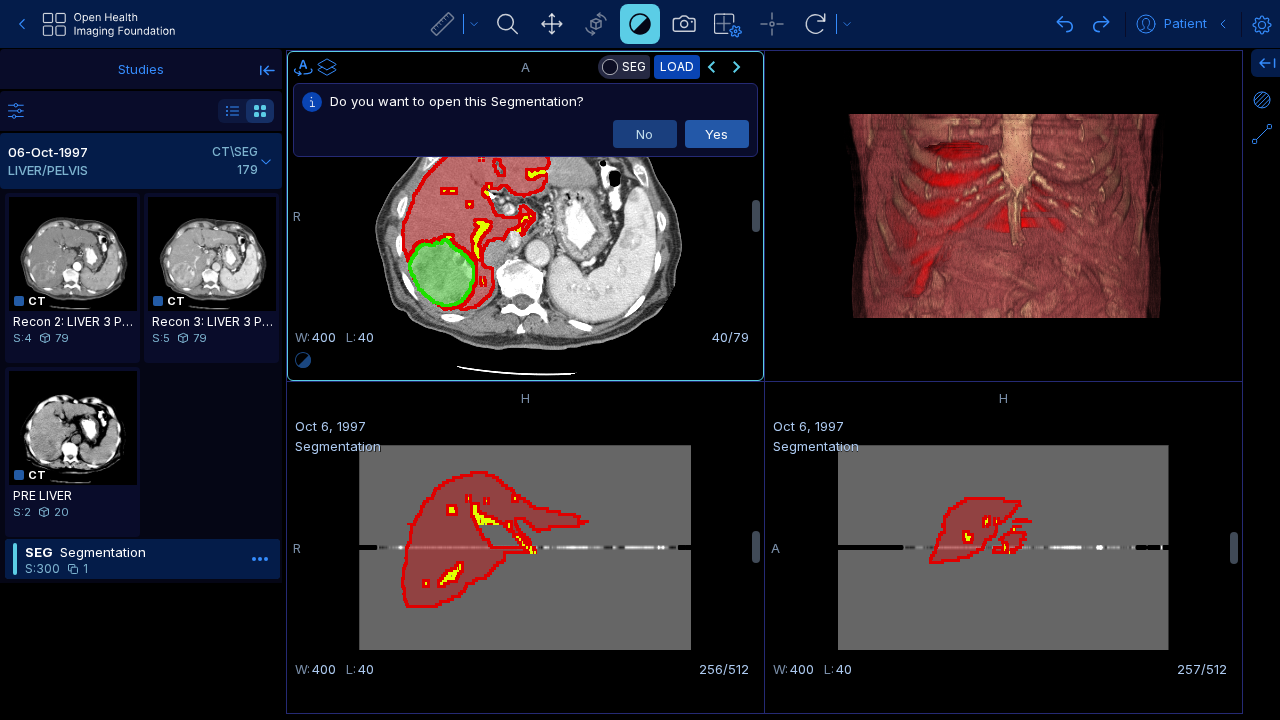 Open Health
Imaging Foundation
Patient
Studies
06-Oct-1997
LIVER/PELVIS
CT\SEG
179
CT
Recon 2: LIVER 3 P...
S:4 79
CT
Recon 3: LIVER 3 P...
S:5 79
CT
PRE LIVER
S:2 20
SEG Segmentation
S:300 1
A
SEG
LOAD
Do you want to open this Segmentation?
No
Yes
R
W:400 L:40
40/79
H
Oct 6, 1997
Segmentation
R
W:400 L:40
256/512
H
Oct 6, 1997
Segmentation
A
W:400 L:40
257/512